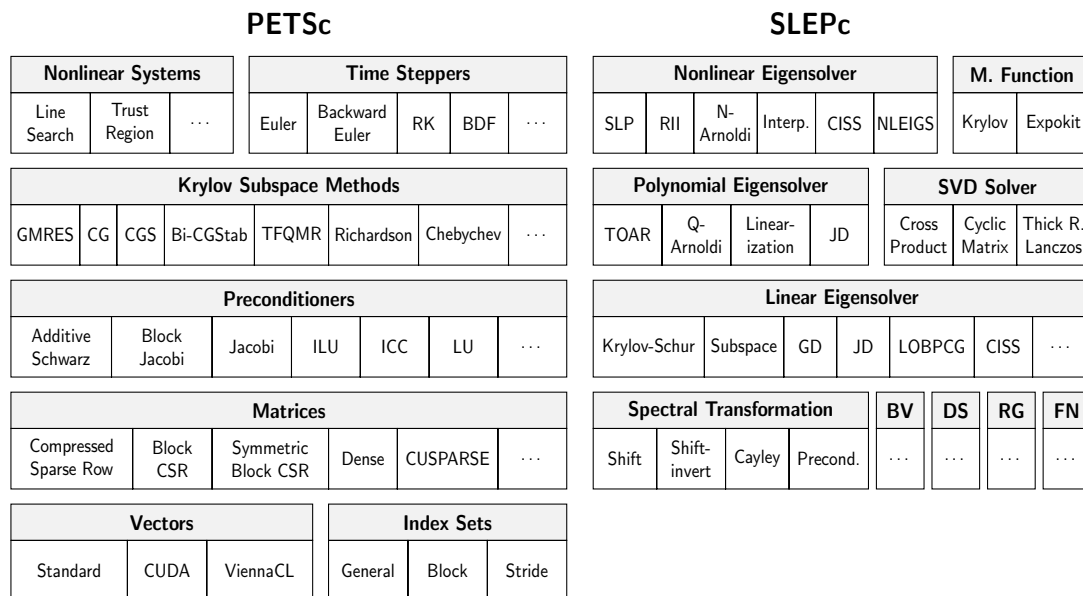 PETSc
Nonlinear Systems
Line
Search
Trust
Region
···
Time Steppers
Euler
Backward
Euler
RK
BDF
···
Krylov Subspace Methods
GMRES
CG
CGS
Bi-CGStab
TFQMR
Richardson
Chebychev
···
Preconditioners
Additive
Schwarz
Block
Jacobi
Jacobi
ILU
ICC
LU
···
Matrices
Compressed
Sparse Row
Block
CSR
Symmetric
Block CSR
Dense
CUSPARSE
···
Vectors
Standard
CUDA
ViennaCL
Index Sets
General
Block
Stride
SLEPc
Nonlinear Eigensolver
SLP
RII
N-
Arnoldi
Interp.
CISS
NLEIGS
M. Function
Krylov
Expokit
Polynomial Eigensolver
TOAR
Q-
Arnoldi
Linear-
ization
JD
SVD Solver
Cross
Product
Cyclic
Matrix
Thick R.
Lanczos
Linear Eigensolver
Krylov-Schur
Subspace
GD
JD
LOBPCG
CISS
···
Spectral Transformation
Shift
Shift-
invert
Cayley
Precond.
BV
···
DS
···
RG
···
FN
···